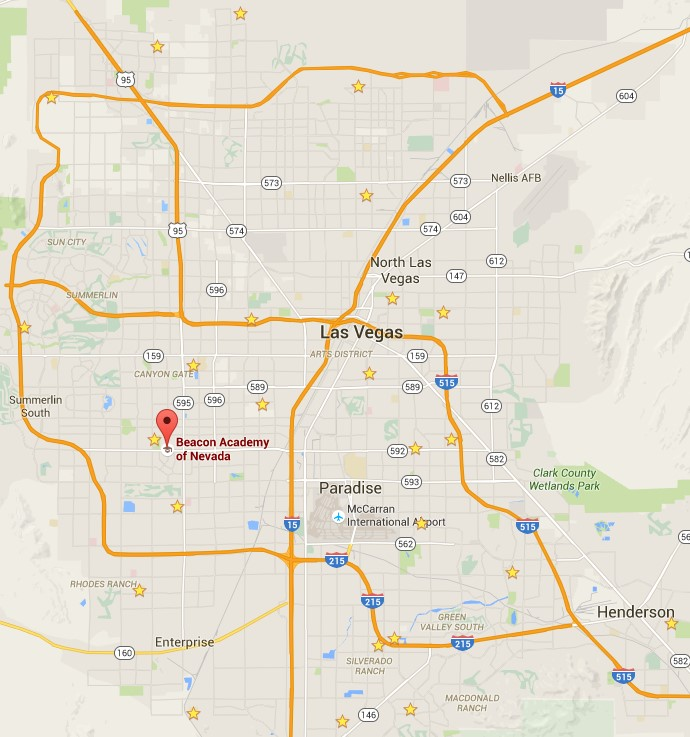 95
15
604
573
573
Nellis AFB
604
95
574
574
SUN CITY
612
North Las
Vegas
147
596
SUMMERLIN
Las Vegas
ARTS DISTRICT
159
159
CANYON GATE
515
589
589
Summerlin
South
595
596
612
Beacon Academy
of Nevada
592
582
593
Clark County
Wetlands Park
Paradise
McCarran
International Airport
15
515
562
215
RHODES RANCH
215
Henderson
GREEN
VALLEY SOUTH
Enterprise
215
160
SILVERADO
RANCH
582
515
MACDONALD
RANCH
146